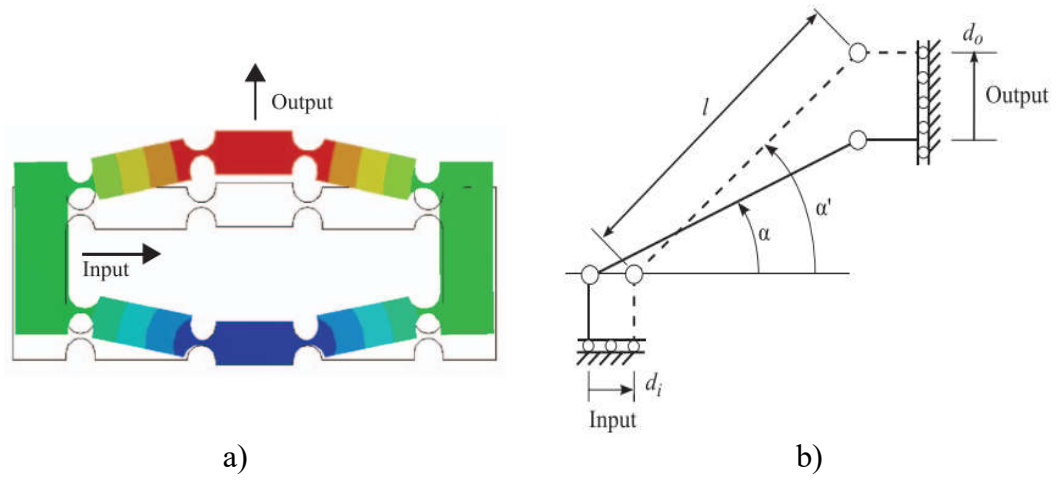 Output
Input
a)
l
d_o
Output
α'
α
d_i
Input
b)